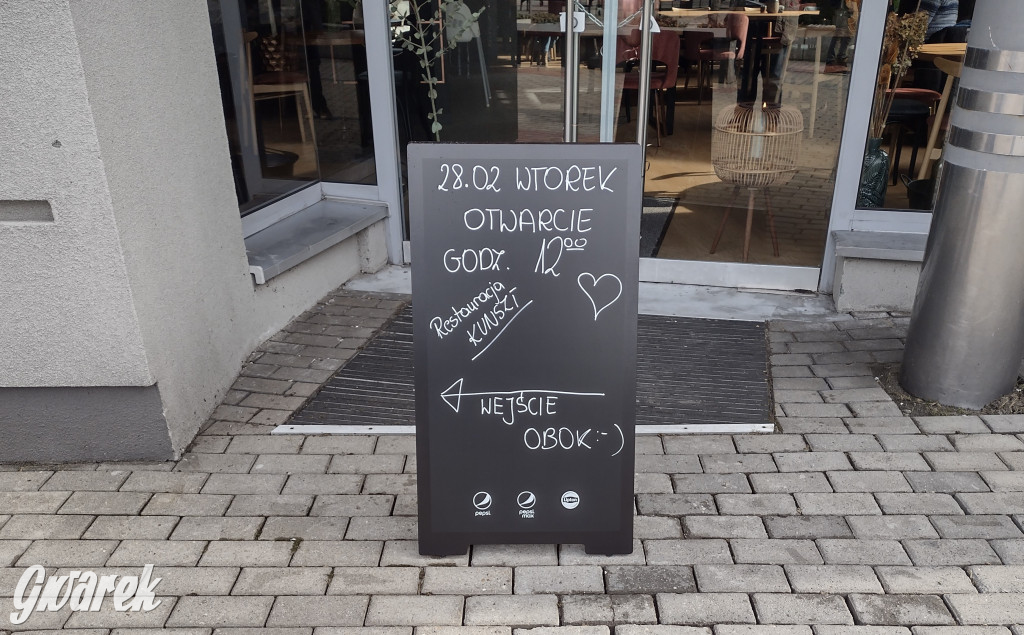 28.02 WTOREK
OTWARCIE
GODZ. 12⁰⁰
Restauracja
KUNSZT
WEJŚCIE
OBOK :-)
pepsi pepsi max Lipton
Gwarek